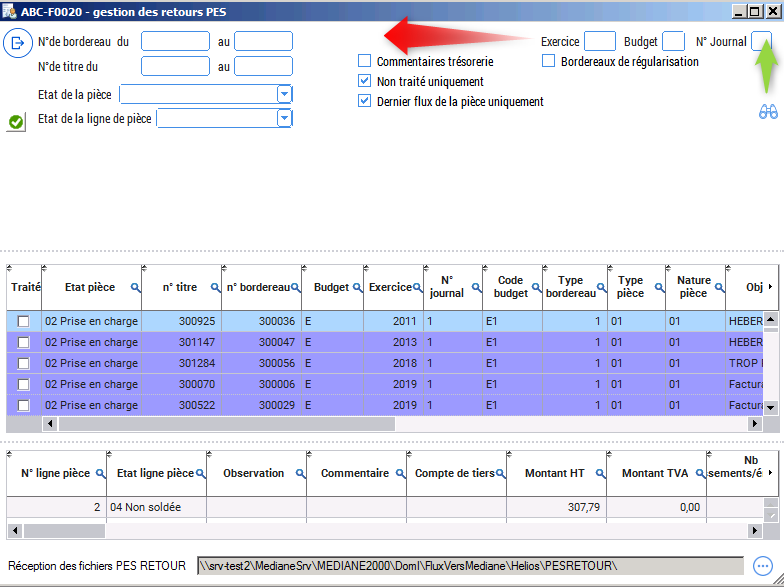 ABC-F0020 - gestion des retours PES
N°de bordereau du au Exercice Budget N° Journal
N°de titre du au Commentaires trésorerie Bordereaux de régularisation
Non traité uniquement
Etat de la pièce Dernier flux de la pièce uniquement
Etat de la ligne de pièce
Traité Etat pièce n° titre n° bordereau Budget Exercice N° journal Code budget Type bordereau Type pièce Nature pièce Obj
02 Prise en charge 300925 300036 E 2011 1 E1 1 01 01 HEBER
02 Prise en charge 301147 300047 E 2013 1 E1 1 01 01 HEBER
02 Prise en charge 301284 300056 E 2018 1 E1 1 01 01 TROP
02 Prise en charge 300070 300006 E 2019 1 E1 1 01 01 Factura
02 Prise en charge 300522 300029 E 2019 1 E1 1 01 01 Factur
N° ligne pièce Etat ligne pièce Observation Commentaire Compte de tiers Montant HT Montant TVA Nb sements/é
2 04 Non soldée 307,79 0,00
Réception des fichiers PES RETOUR \\srv-test2\MedianeSrv\MEDIANE2000\DomI\FluxVersMediane\Helios\PESRETOUR\